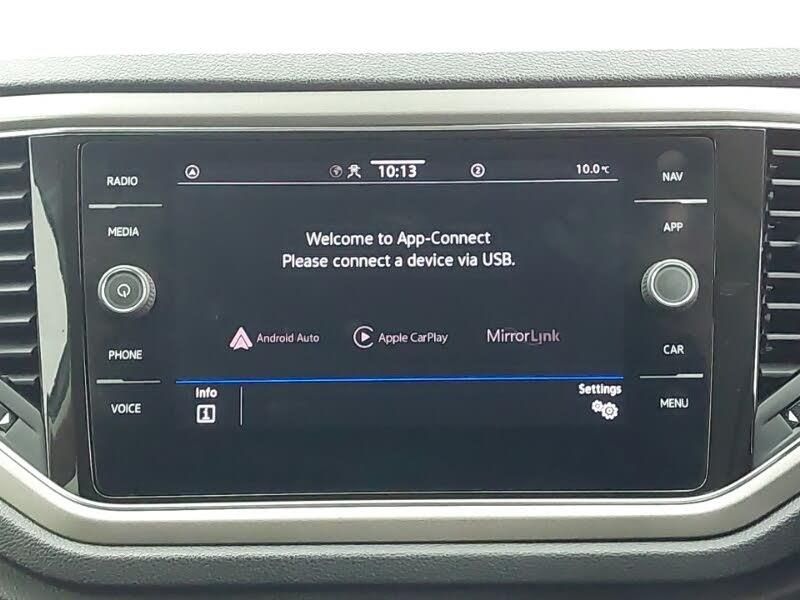 RADIO
MEDIA
PHONE
VOICE
10:13
2
10.0°C
Welcome to App-Connect
Please connect a device via USB.
Android Auto
Apple CarPlay
MirrorLink
Info
Settings
NAV
APP
CAR
MENU